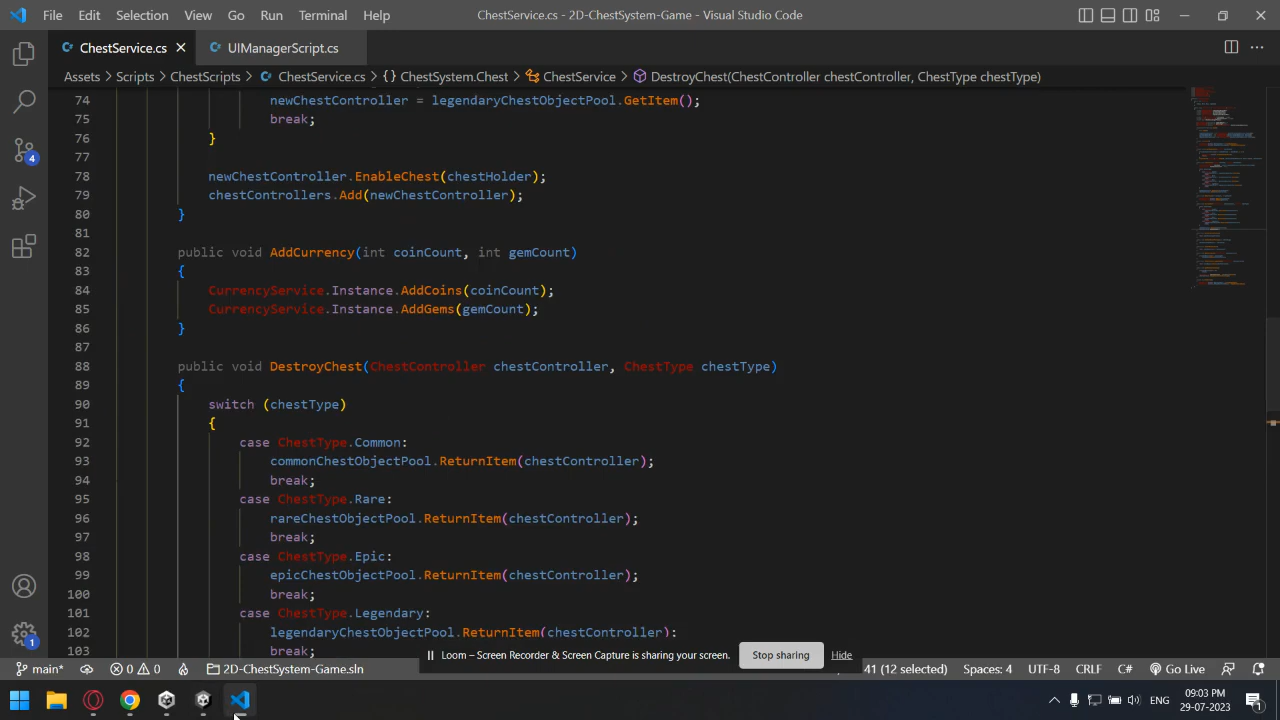 File Edit Selection View Go Run Terminal Help ChestService.cs - 2D-ChestSystem-Game - Visual Studio Code
ChestService.cs UIManagerScript.cs
Assets > Scripts > ChestScripts > ChestService.cs > {} ChestSystem.Chest > ChestService > DestroyChest(ChestController chestController, ChestType chestType)
74 newChestController = legendaryChestObjectPool.GetItem();
75 break;
76 }
77
78 newChestController.EnableChest(chestHolder);
79 chestControllers.Add(newChestController);
80 }
81
82 public void AddCurrency(int coinCount, int gemCount)
83 {
84 CurrencyService.Instance.AddCoins(coinCount);
85 CurrencyService.Instance.AddGems(gemCount);
86 }
87
88 public void DestroyChest(ChestController chestController, ChestType chestType)
89 {
90 switch (chestType)
91 {
92 case ChestType.Common:
93 commonChestObjectPool.ReturnItem(chestController);
94 break;
95 case ChestType.Rare:
96 rareChestObjectPool.ReturnItem(chestController);
97 break;
98 case ChestType.Epic:
99 epicChestObjectPool.ReturnItem(chestController);
100 break;
101 case ChestType.Legendary:
102 legendaryChestObjectPool.ReturnItem(chestController);
103 break;
4
1
Loom – Screen Recorder & Screen Capture is sharing your screen. Stop sharing Hide
main* 0 0 2D-ChestSystem-Game.sln 41 (12 selected) Spaces: 4 UTF-8 CRLF C# Go Live
ENG 09:03 PM
29-07-2023
1